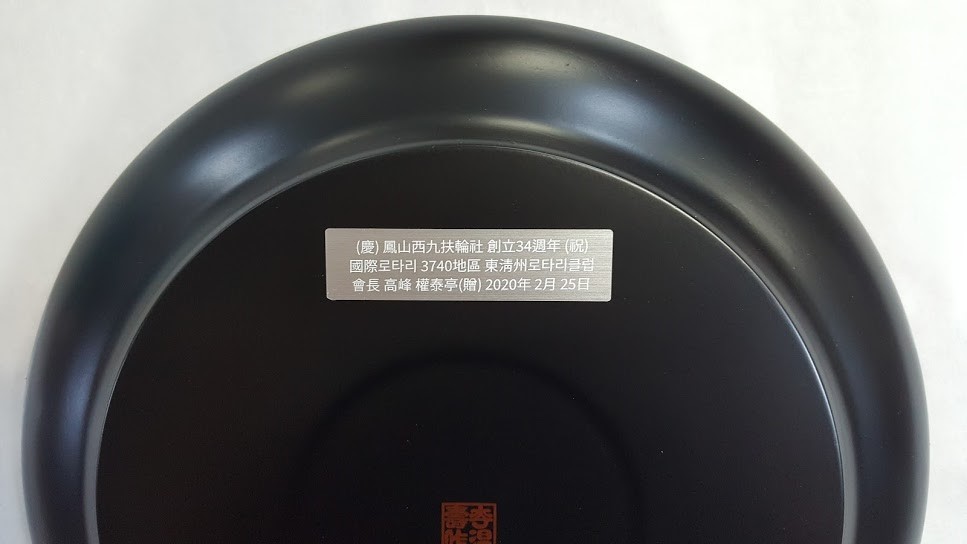 (慶) 鳳山西九扶輪社 創立34週年 (祝)
國際로타리 3740地區 東淸州로타리클럽
會長 高峰 權泰亭(贈) 2020年 2月 25日